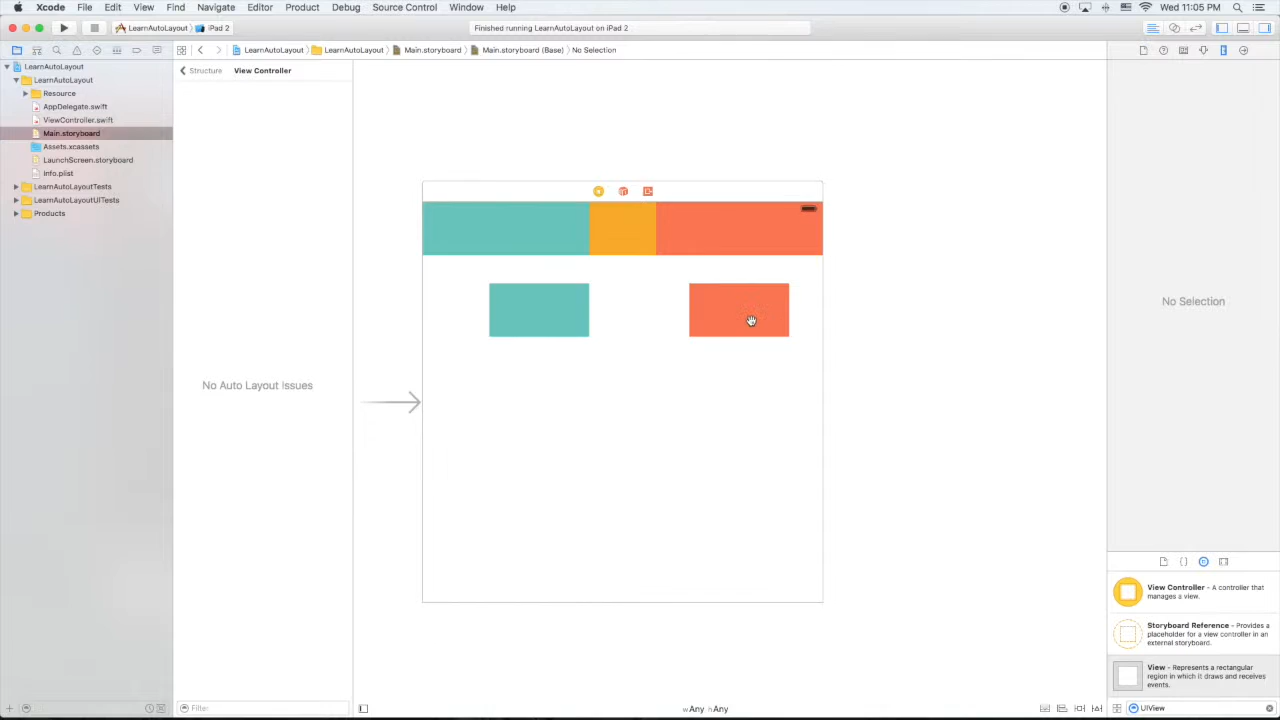 Xcode File Edit View Find Navigate Editor Product Debug Source Control Window Help Wed 11:05 PM
LearnAutoLayout iPad 2 Finished running LearnAutoLayout on iPad 2
LearnAutoLayout LearnAutoLayout Main.storyboard Main.storyboard (Base) No Selection
LearnAutoLayout
LearnAutoLayout
Resource
AppDelegate.swift
ViewController.swift
Main.storyboard
Assets.xcassets
LaunchScreen.storyboard
Info.plist
LearnAutoLayoutTests
LearnAutoLayoutUITests
Products
Structure View Controller
No Auto Layout Issues
Filter
wAny hAny
No Selection
View Controller - A controller that
manages a view.
Storyboard Reference - Provides a
placeholder for a view controller in an
external storyboard.
View - Represents a rectangular
region in which it draws and receives
events.
UIView